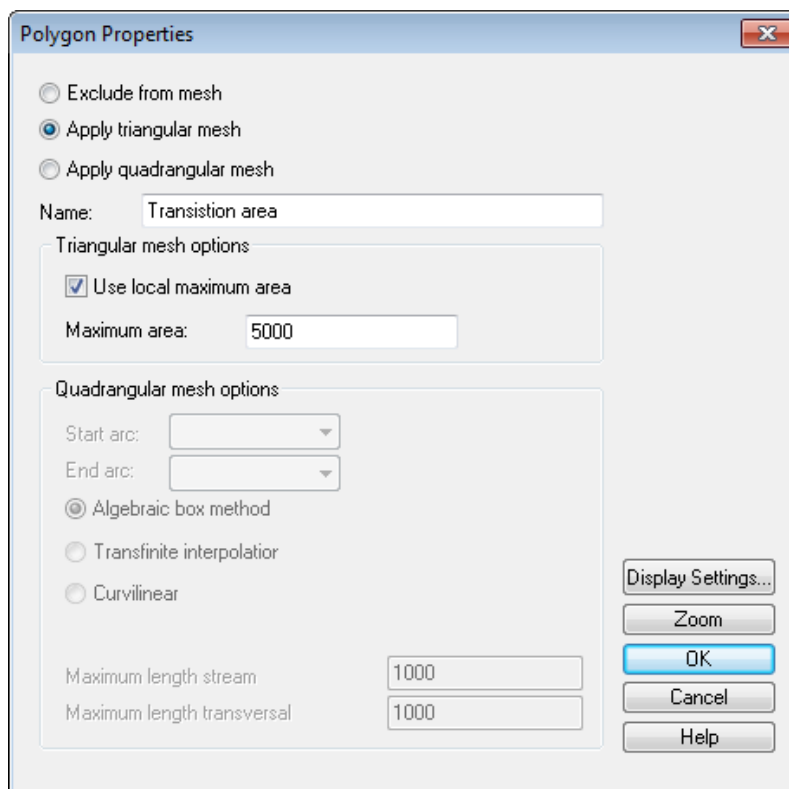 Polygon Properties
Exclude from mesh
Apply triangular mesh
Apply quadrangular mesh
Name: Transistion area
Triangular mesh options
Use local maximum area
Maximum area: 5000
Quadrangular mesh options
Start arc:
End arc:
Algebraic box method
Transfinite interpolatior
Curvilinear
Maximum length stream 1000
Maximum length transversal 1000
Display Settings...
Zoom
OK
Cancel
Help